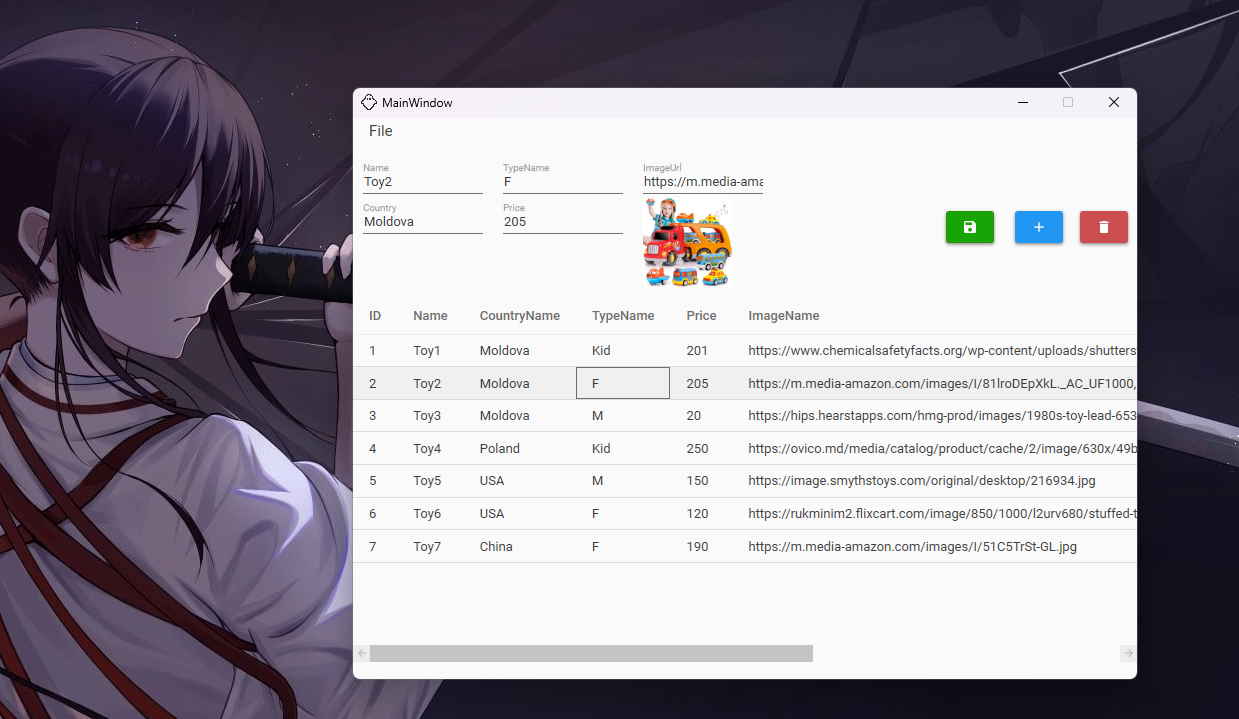 MainWindow
File
Name TypeName ImageUrl
Toy2 F https://m.media-ama
Country Price
Moldova 205
ID Name CountryName TypeName Price ImageName
1 Toy1 Moldova Kid 201 https://www.chemicalsafetyfacts.org/wp-content/uploads/shutters
2 Toy2 Moldova F 205 https://m.media-amazon.com/images/I/81lroDEpXkL._AC_UF1000,
3 Toy3 Moldova M 20 https://hips.hearstapps.com/hmg-prod/images/1980s-toy-lead-653
4 Toy4 Poland Kid 250 https://ovico.md/media/catalog/product/cache/2/image/630x/49b
5 Toy5 USA M 150 https://image.smythstoys.com/original/desktop/216934.jpg
6 Toy6 USA F 120 https://rukminim2.flixcart.com/image/850/1000/l2urv680/stuffed-t
7 Toy7 China F 190 https://m.media-amazon.com/images/I/51C5TrSt-GL.jpg